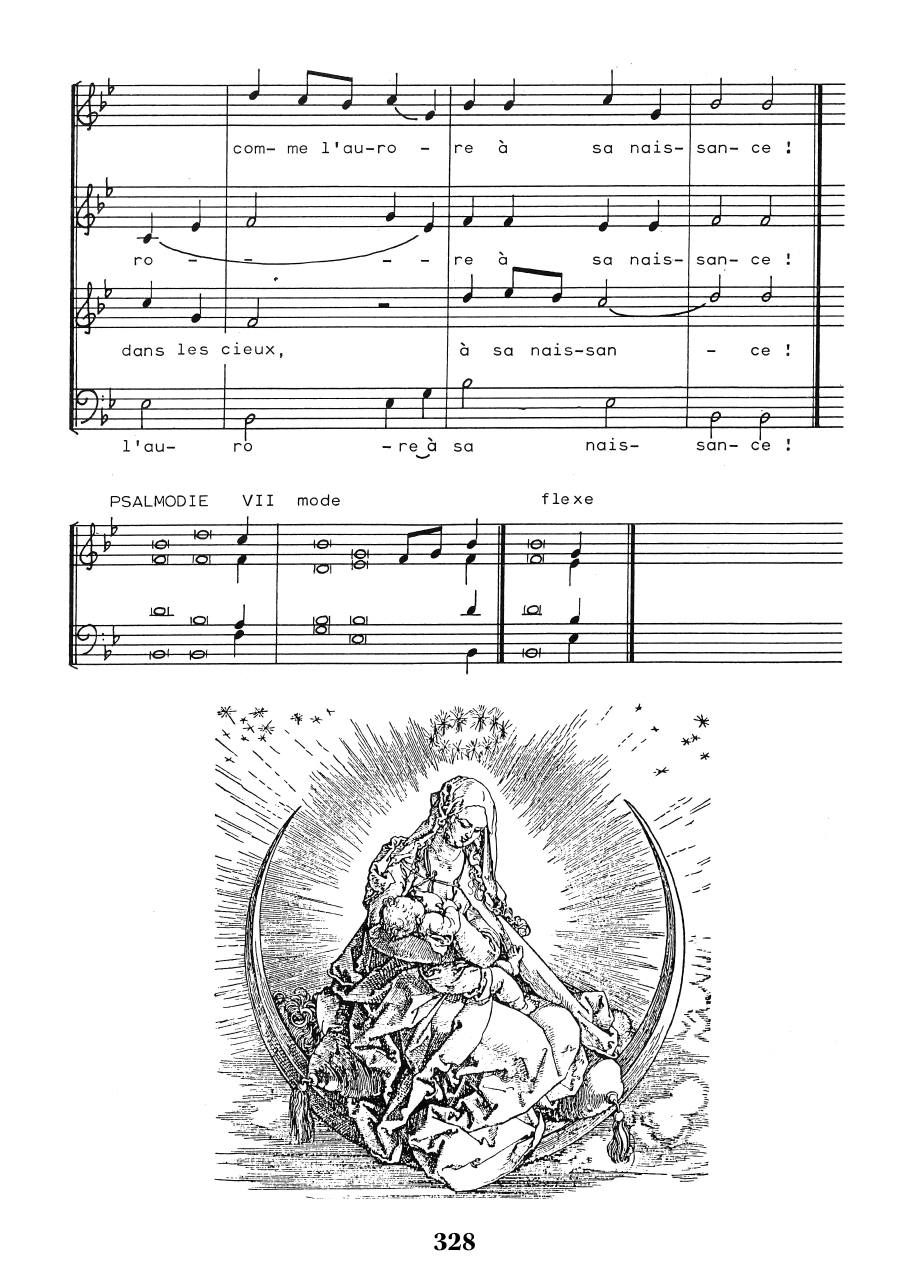 com- me l'au-ro - re à sa nais- san- ce !
ro - - - - re à sa nais- san- ce !
dans les cieux, à sa nais-san - ce !
l'au- ro -re à sa nais- san- ce !
PSALMODIE VII mode flexe
328